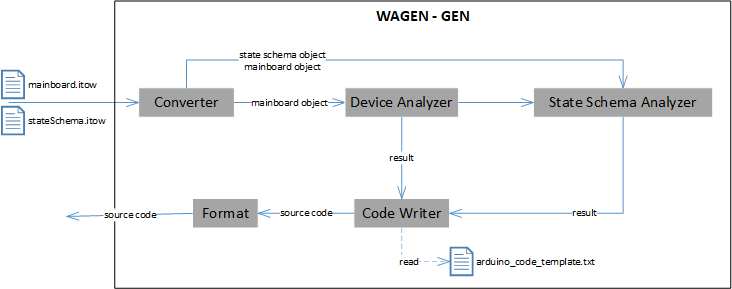 WAGEN - GEN
state schema object
mainboard object
mainboard.itow
Converter
mainboard object
Device Analyzer
State Schema Analyzer
stateSchema.itow
result
source code
Format
source code
Code Writer
result
read
arduino_code_template.txt